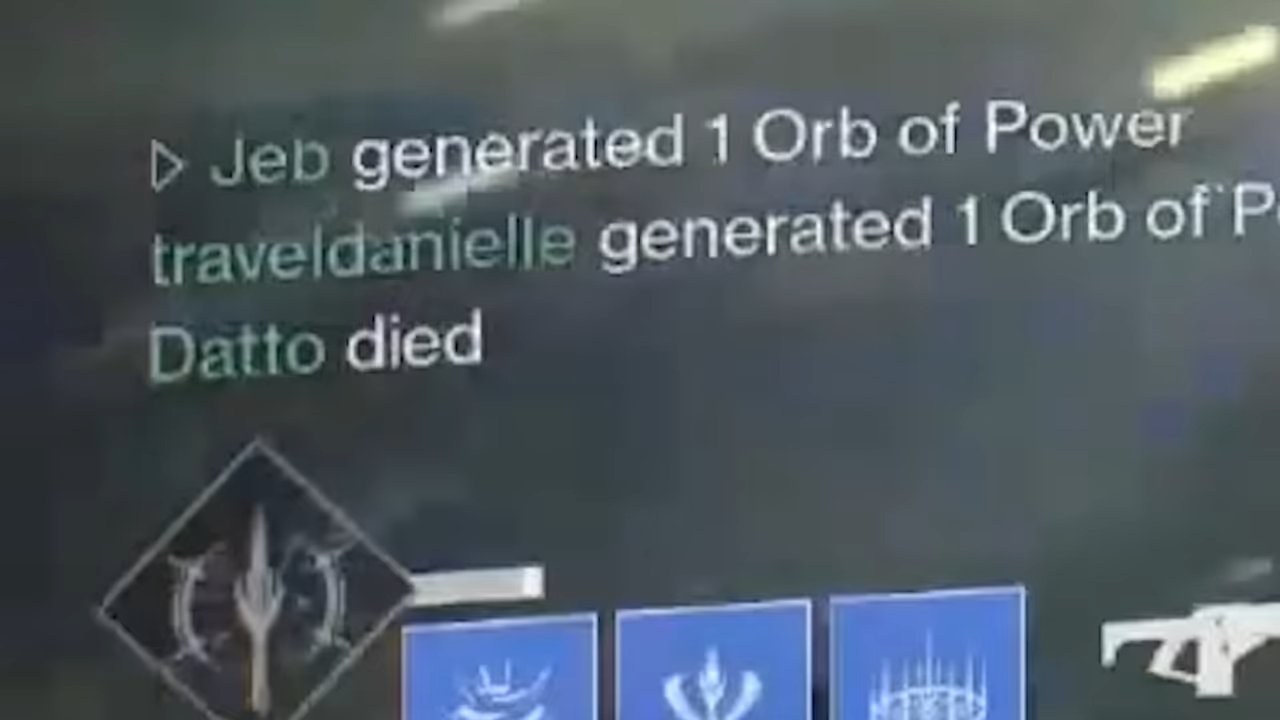 Jeb generated 1 Orb of Power
traveldanielle generated 1 Orb of P
Datto died